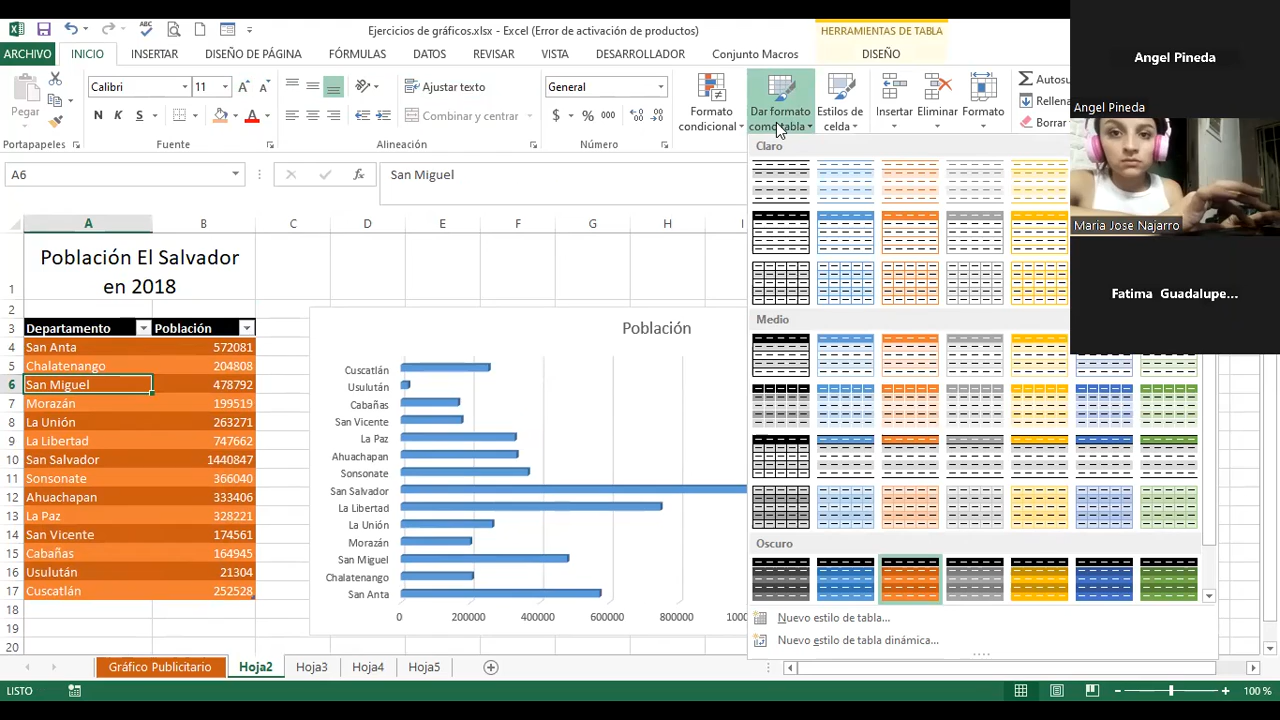 Ejercicios de gráficos.xlsx - Excel (Error de activación de productos)
HERRAMIENTAS DE TABLA
ARCHIVO INICIO INSERTAR DISEÑO DE PÁGINA FÓRMULAS DATOS REVISAR VISTA DESARROLLADOR Conjunto Macros DISEÑO
Pegar
Calibri 11
N K S
Ajustar texto
Combinar y centrar
General
$ % 000
Formato condicional
Dar formato como tabla
Estilos de celda
Insertar Eliminar Formato
Autosu
Rellena
Borrar
Portapapeles Fuente Alineación Número
A6
San Miguel
A B C D E F G H I
Población El Salvador
en 2018
Departamento Población
San Anta 572081
Chalatenango 204808
San Miguel 478792
Morazán 199519
La Unión 263271
La Libertad 747662
San Salvador 1440847
Sonsonate 366040
Ahuachapan 333406
La Paz 328221
San Vicente 174561
Cabañas 164945
Usulután 21304
Cuscatlán 252528
1
2
3
4
5
6
7
8
9
10
11
12
13
14
15
16
17
18
19
20
Población
Cuscatlán
Usulután
Cabañas
San Vicente
La Paz
Ahuachapan
Sonsonate
San Salvador
La Libertad
La Unión
Morazán
San Miguel
Chalatenango
San Anta
0 200000 400000 600000 800000
Claro
Medio
Oscuro
Nuevo estilo de tabla...
Nuevo estilo de tabla dinámica...
Angel Pineda
Angel Pineda
Maria Jose Najarro
Fatima Guadalupe...
Gráfico Publicitario Hoja2 Hoja3 Hoja4 Hoja5
LISTO
100 %